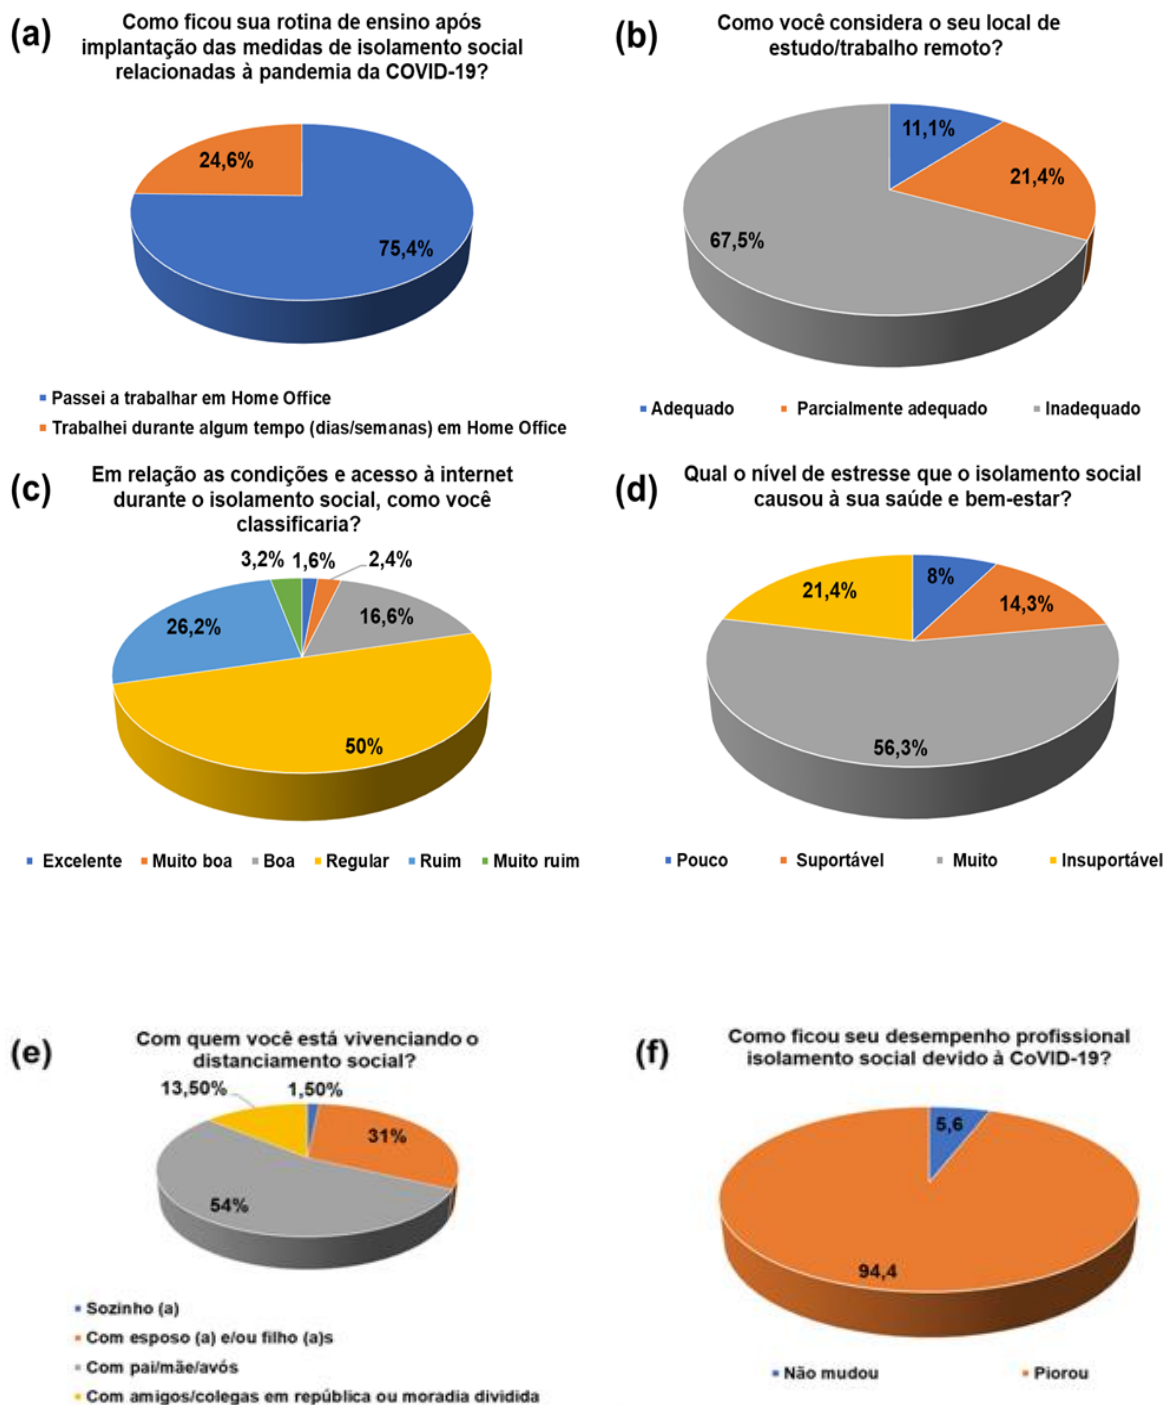 (a)
Como ficou sua rotina de ensino após
implantação das medidas de isolamento social
relacionadas à pandemia da COVID-19?
24,6%
75,4%
Passei a trabalhar em Home Office
Trabalhei durante algum tempo (dias/semanas) em Home Office
(b)
Como você considera o seu local de
estudo/trabalho remoto?
11,1%
21,4%
67,5%
Adequado Parcialmente adequado Inadequado
(c)
Em relação as condições e acesso à internet
durante o isolamento social, como você
classificaria?
3,2% 1,6% 2,4%
16,6%
26,2%
50%
Excelente Muito boa Boa Regular Ruim Muito ruim
(d)
Qual o nível de estresse que o isolamento social
causou à sua saúde e bem-estar?
8%
21,4%
14,3%
56,3%
Pouco Suportável Muito Insuportável
(e)
Com quem você está vivenciando o
distanciamento social?
13,50% 1,50%
31%
54%
Sozinho (a)
Com esposo (a) e/ou filho (a)s
Com pai/mãe/avós
Com amigos/colegas em república ou moradia dividida
(f)
Como ficou seu desempenho profissional
isolamento social devido à CoVID-19?
5,6
94,4
Não mudou Piorou